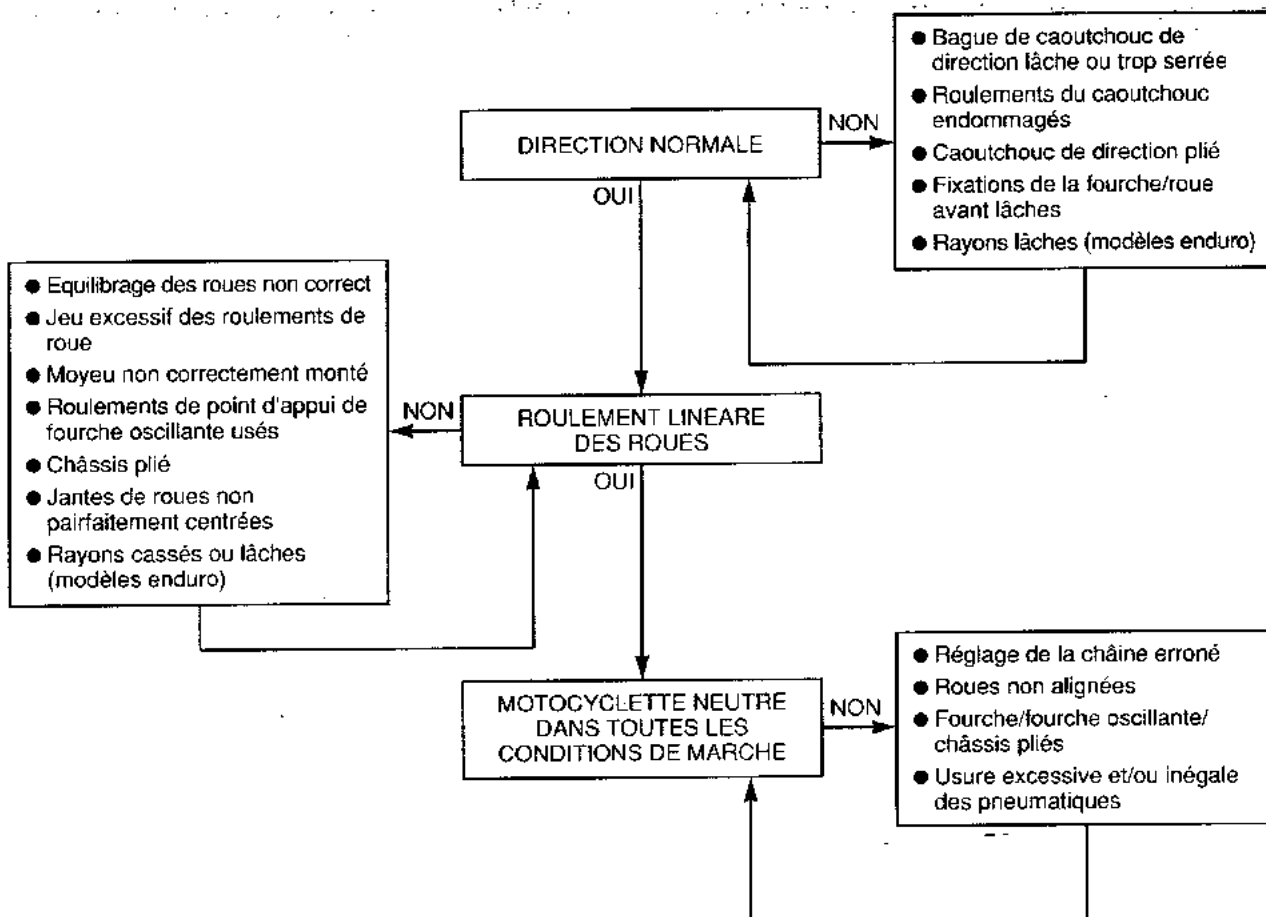 ● Bague de caoutchouc de
direction lâche ou trop serrée
● Roulements du caoutchouc
endommagés
● Caoutchouc de direction plié
● Fixations de la fourche/roue
avant lâches
● Rayons lâches (modèles enduro)
DIRECTION NORMALE
NON
OUI
● Equilibrage des roues non correct
● Jeu excessif des roulements de
roue
● Moyeu non correctement monté
● Roulements de point d'appui de
fourche oscillante usés
● Châssis plié
● Jantes de roues non
pairfaitement centrées
● Rayons cassés ou lâches
(modèles enduro)
NON
ROULEMENT LINEARE
DES ROUES
OUI
MOTOCYCLETTE NEUTRE
DANS TOUTES LES
CONDITIONS DE MARCHE
NON
● Réglage de la chaîne erroné
● Roues non alignées
● Fourche/fourche oscillante/
châssis pliés
● Usure excessive et/ou inégale
des pneumatiques